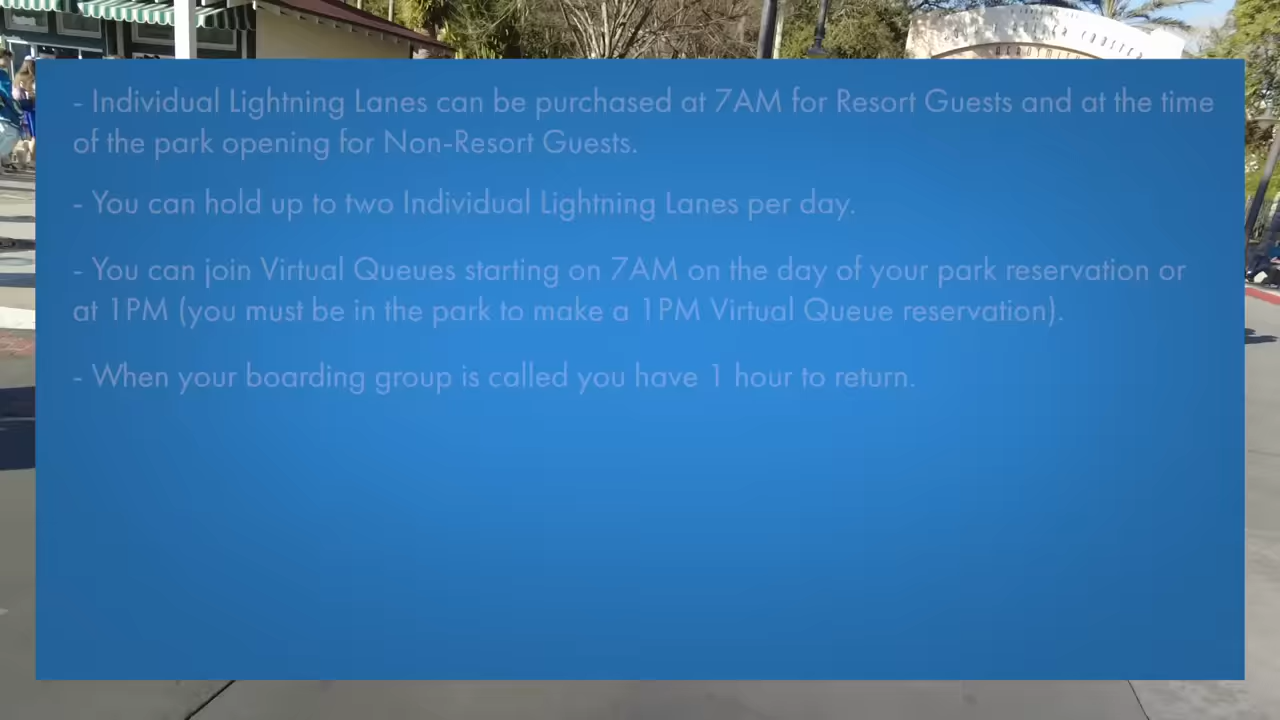 - Individual Lightning Lanes can be purchased at 7AM for Resort Guests and at the time
of the park opening for Non-Resort Guests.
- You can hold up to two Individual Lightning Lanes per day.
- You can join Virtual Queues starting on 7AM on the day of your park reservation or
at 1PM (you must be in the park to make a 1PM Virtual Queue reservation).
- When your boarding group is called you have 1 hour to return.